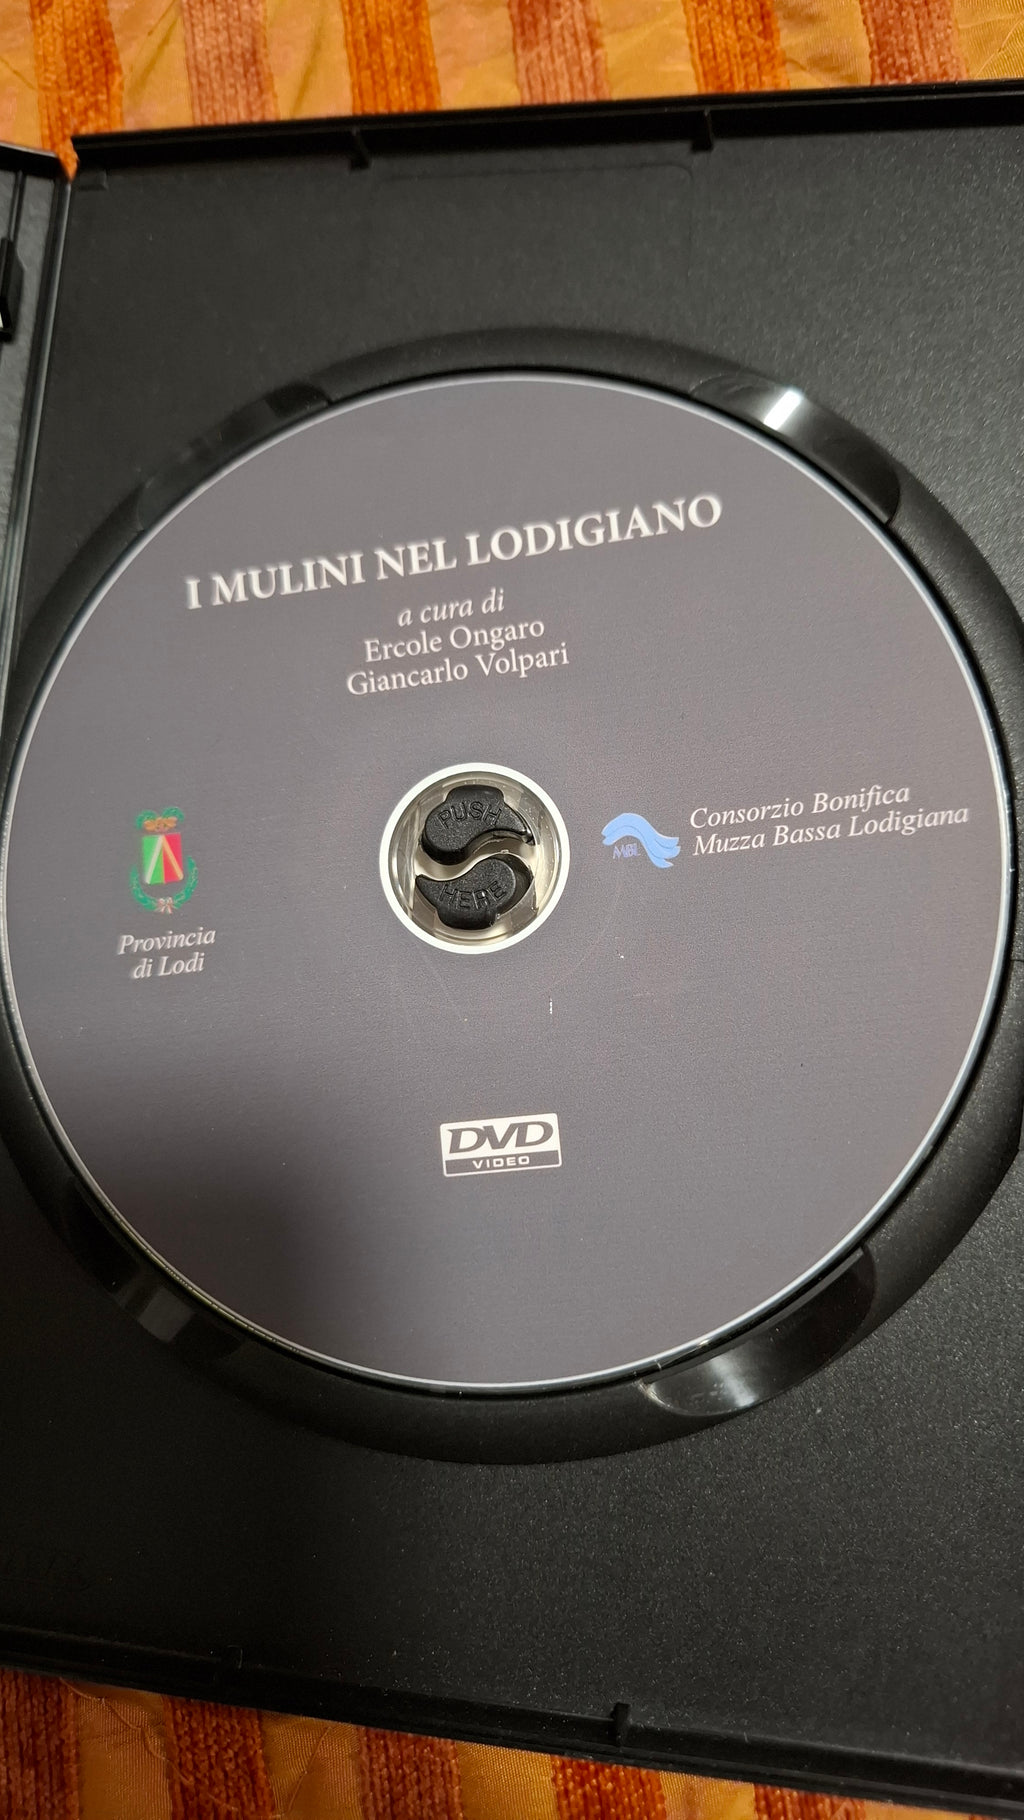 I MULINI NEL LODIGIANO
a cura di
Ercole Ongaro
Giancarlo Volpari
PUSH
HERE
MBL
Consorzio Bonifica
Muzza Bassa Lodigiana
Provincia
di Lodi
DVD
VIDEO